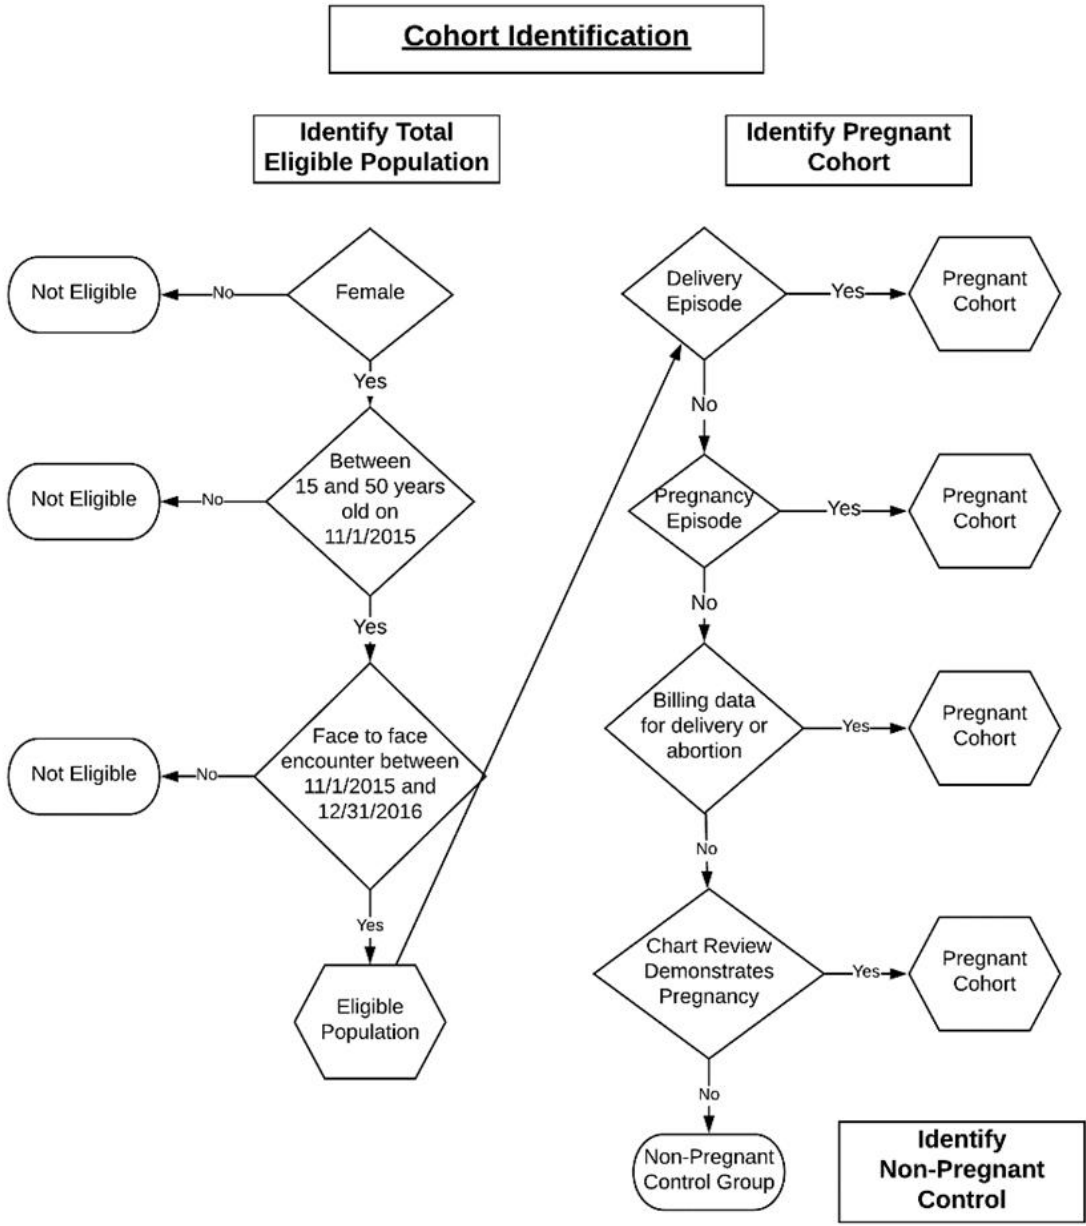 Cohort Identification
Identify Total
Eligible Population
Not Eligible
No
Female
Yes
Not Eligible
No
Between
15 and 50 years
old on
11/1/2015
Yes
Not Eligible
No
Face to face
encounter between
11/1/2015 and
12/31/2016
Yes
Eligible
Population
Identify Pregnant
Cohort
Delivery
Episode
Yes
Pregnant
Cohort
No
Pregnancy
Episode
Yes
Pregnant
Cohort
No
Billing data
for delivery or
abortion
Yes
Pregnant
Cohort
No
Chart Review
Demonstrates
Pregnancy
Yes
Pregnant
Cohort
No
Non-Pregnant
Control Group
Identify
Non-Pregnant
Control